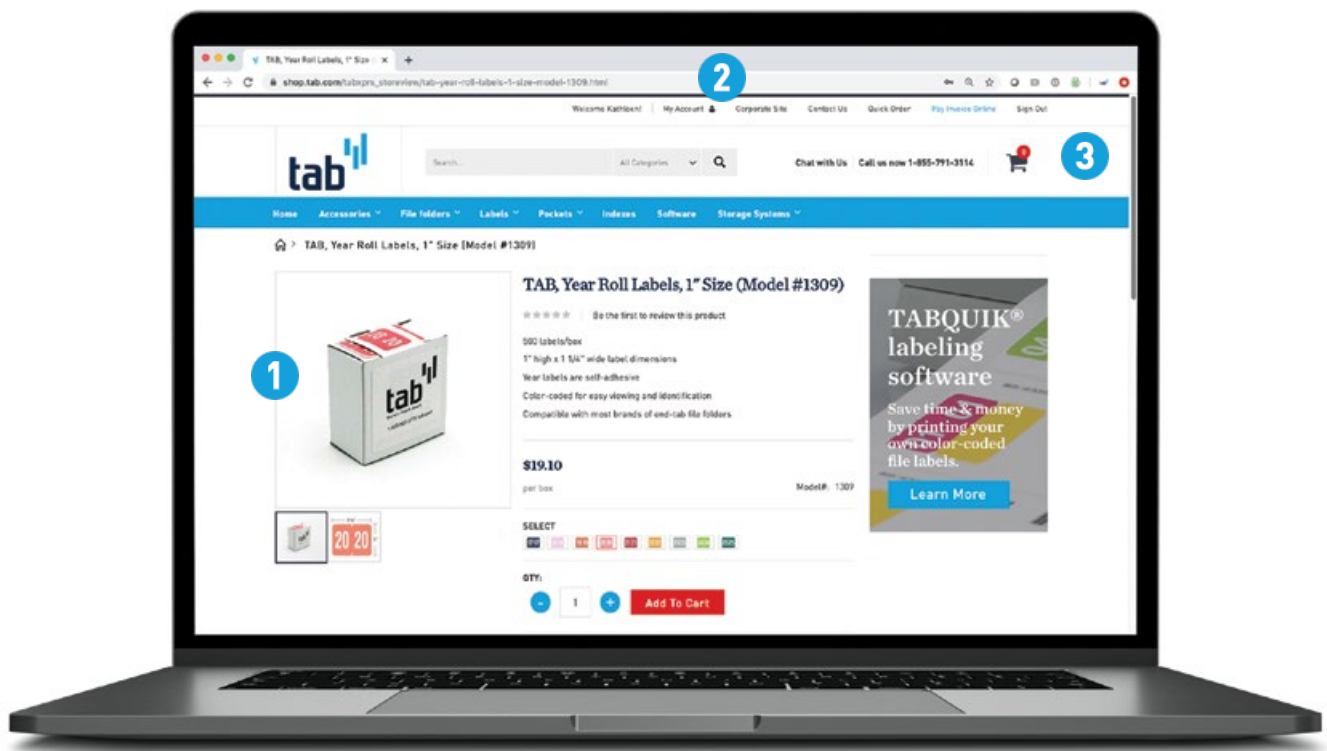 TAB, Year Roll Labels, 1" Size
shop.tab.com/tabxprs_storeview/tab-year-roll-labels-1-size-model-1309.html
2
Welcome Kathleen! My Account Corporate Site Contact Us Quick Order Pay Invoice Online Sign Out
tab
Search... All Categories
Chat with Us Call us now 1-855-791-3114
0
3
Home Accessories File folders Labels Pockets Indexes Software Storage Systems
TAB, Year Roll Labels, 1" Size (Model #1309)
1
20 20
tab
20 20
TAB, Year Roll Labels, 1" Size (Model #1309)
Be the first to review this product
500 labels/box
1" high x 1 1/4" wide label dimensions
Year labels are self-adhesive
Color-coded for easy viewing and identification
Compatible with most brands of end-tab file folders
$19.10
per box
Model#: 1309
SELECT
QTY:
- 1 +
Add To Cart
TABQUIK®
labeling
software
Save time & money
by printing your
own color-coded
file labels.
Learn More